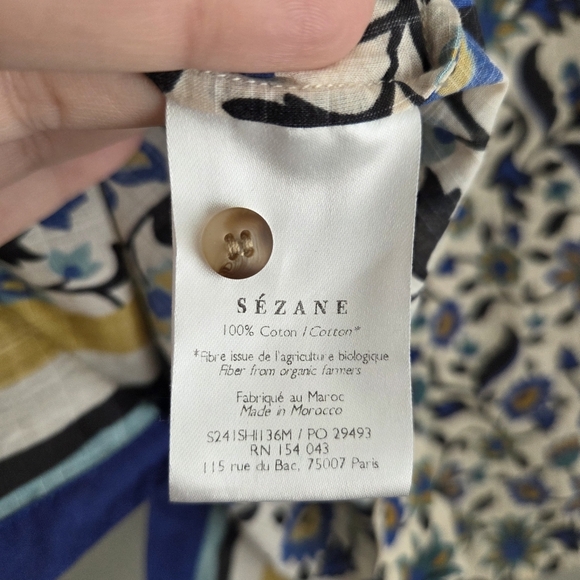 SÉZANE
100% Coton / Cotton*
*Fibre issue de l'agriculture biologique
Fiber from organic farmers
Fabriqué au Maroc
Made in Morocco
S241SHI136M / PO 29493
RN 154 043
115 rue du Bac, 75007 Paris